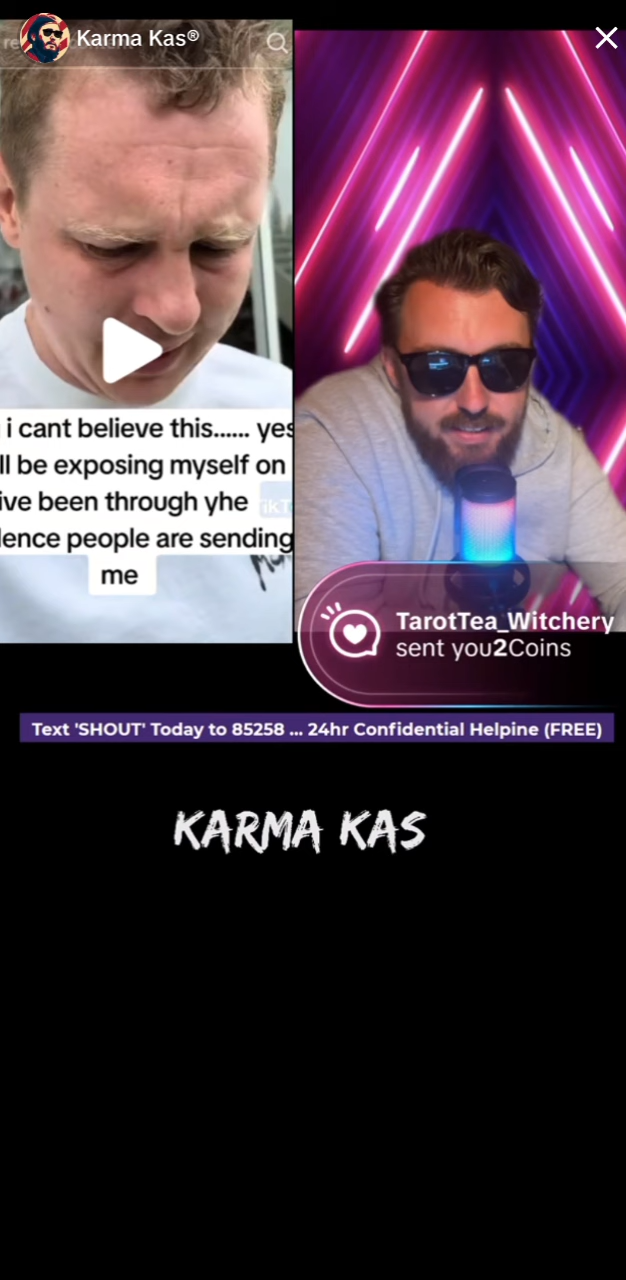 Karma Kas®
i cant believe this...... yes
ll be exposing myself on
ive been through yhe
lence people are sending
me
TarotTea_Witchery
sent you2Coins
Text 'SHOUT' Today to 85258 ... 24hr Confidential Helpine (FREE)
KARMA KAS